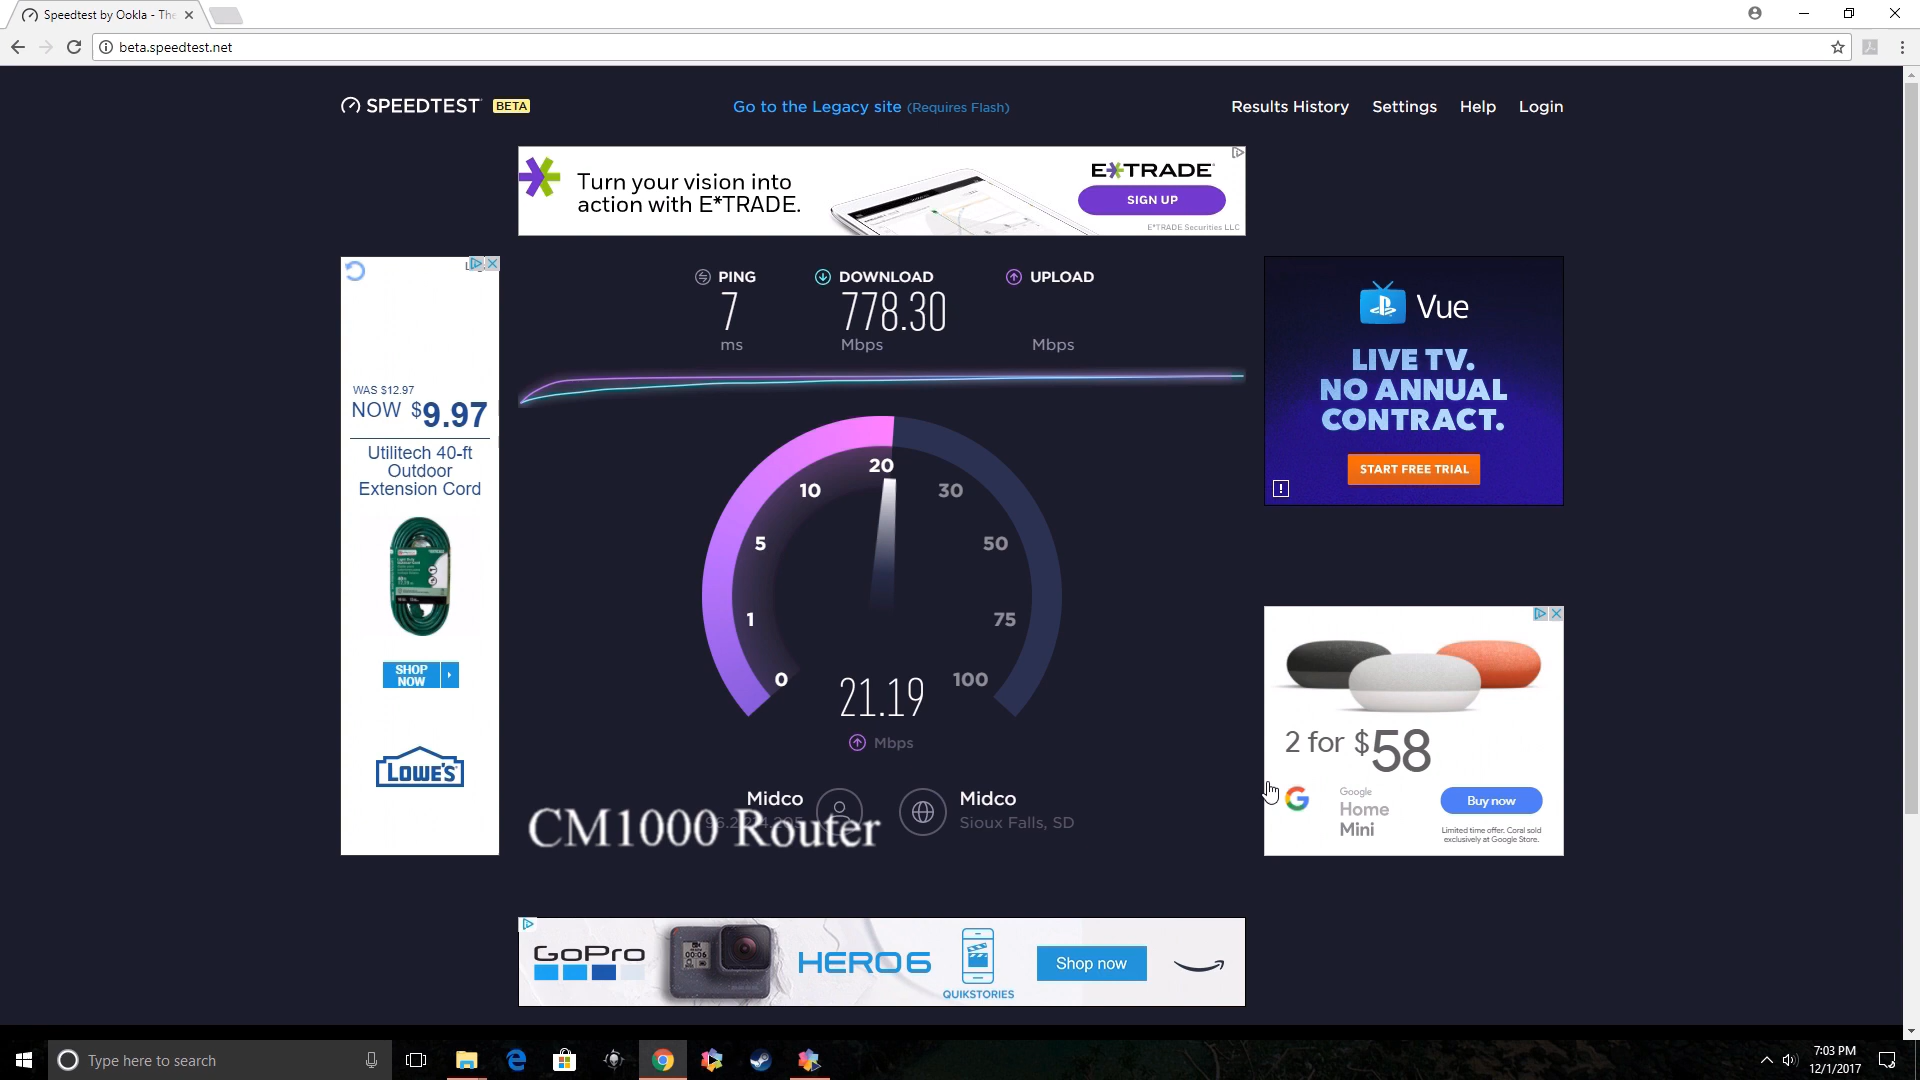 Speedtest by Ookla - The
beta.speedtest.net
SPEEDTEST BETA
Go to the Legacy site (Requires Flash)
Results History Settings Help Login
Turn your vision into
action with E*TRADE.
E*TRADE
SIGN UP
E*TRADE Securities LLC
WAS $12.97
NOW $9.97
Utilitech 40-ft
Outdoor
Extension Cord
SHOP
NOW
LOWE'S
PING
7
ms
DOWNLOAD
778.30
Mbps
UPLOAD
Mbps
0
1
5
10
20
30
50
75
100
21.19
Mbps
Midco
Midco
Sioux Falls, SD
CM1000 Router
Vue
LIVE TV.
NO ANNUAL
CONTRACT.
START FREE TRIAL
2 for $58
Google
Home
Mini
Buy now
Limited time offer. Coral sold
exclusively at Google Store.
GoPro
HERO6
QUIKSTORIES
Shop now
Type here to search
7:03 PM
12/1/2017